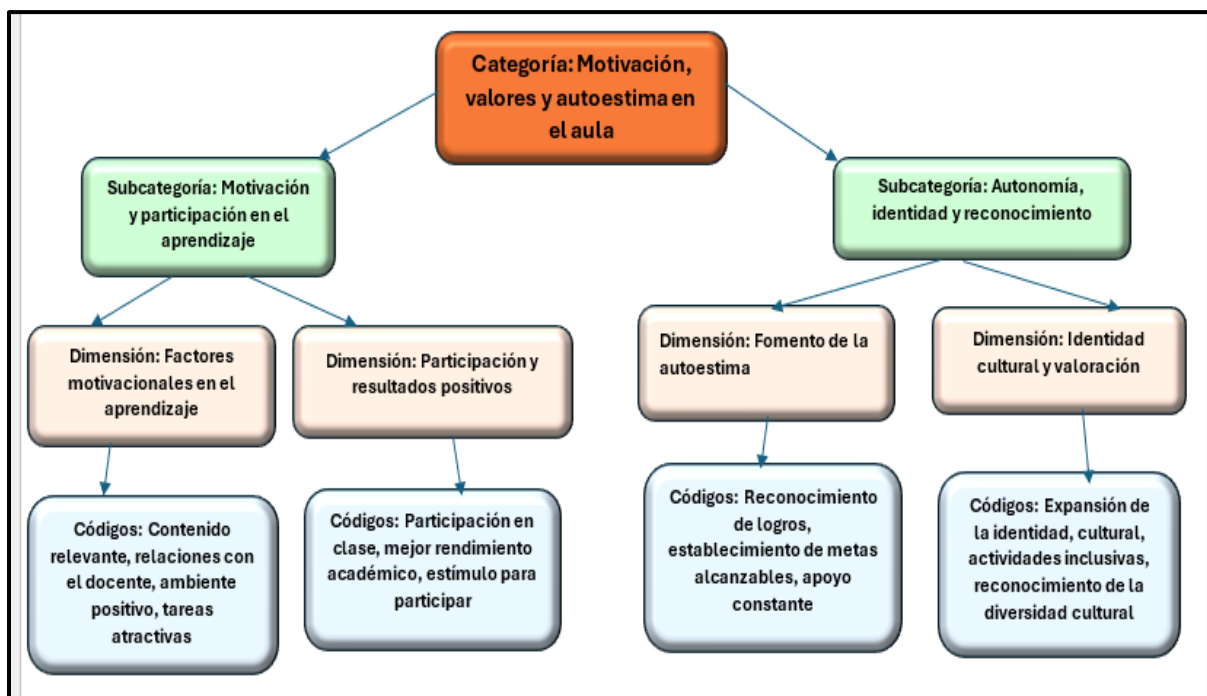 Categoría: Motivación,
valores y autoestima en
el aula
Subcategoría: Motivación
y participación en el
aprendizaje
Subcategoría: Autonomía,
identidad y reconocimiento
Dimensión: Factores
motivacionales en el
aprendizaje
Dimensión: Participación y
resultados positivos
Dimensión: Fomento de la
autoestima
Dimensión: Identidad
cultural y valoración
Códigos: Contenido
relevante, relaciones con
el docente, ambiente
positivo, tareas
atractivas
Códigos: Participación en
clase, mejor rendimiento
académico, estímulo para
participar
Códigos: Reconocimiento
de logros,
establecimiento de metas
alcanzables, apoyo
constante
Códigos: Expansión de
la identidad, cultural,
actividades inclusivas,
reconocimiento de la
diversidad cultural